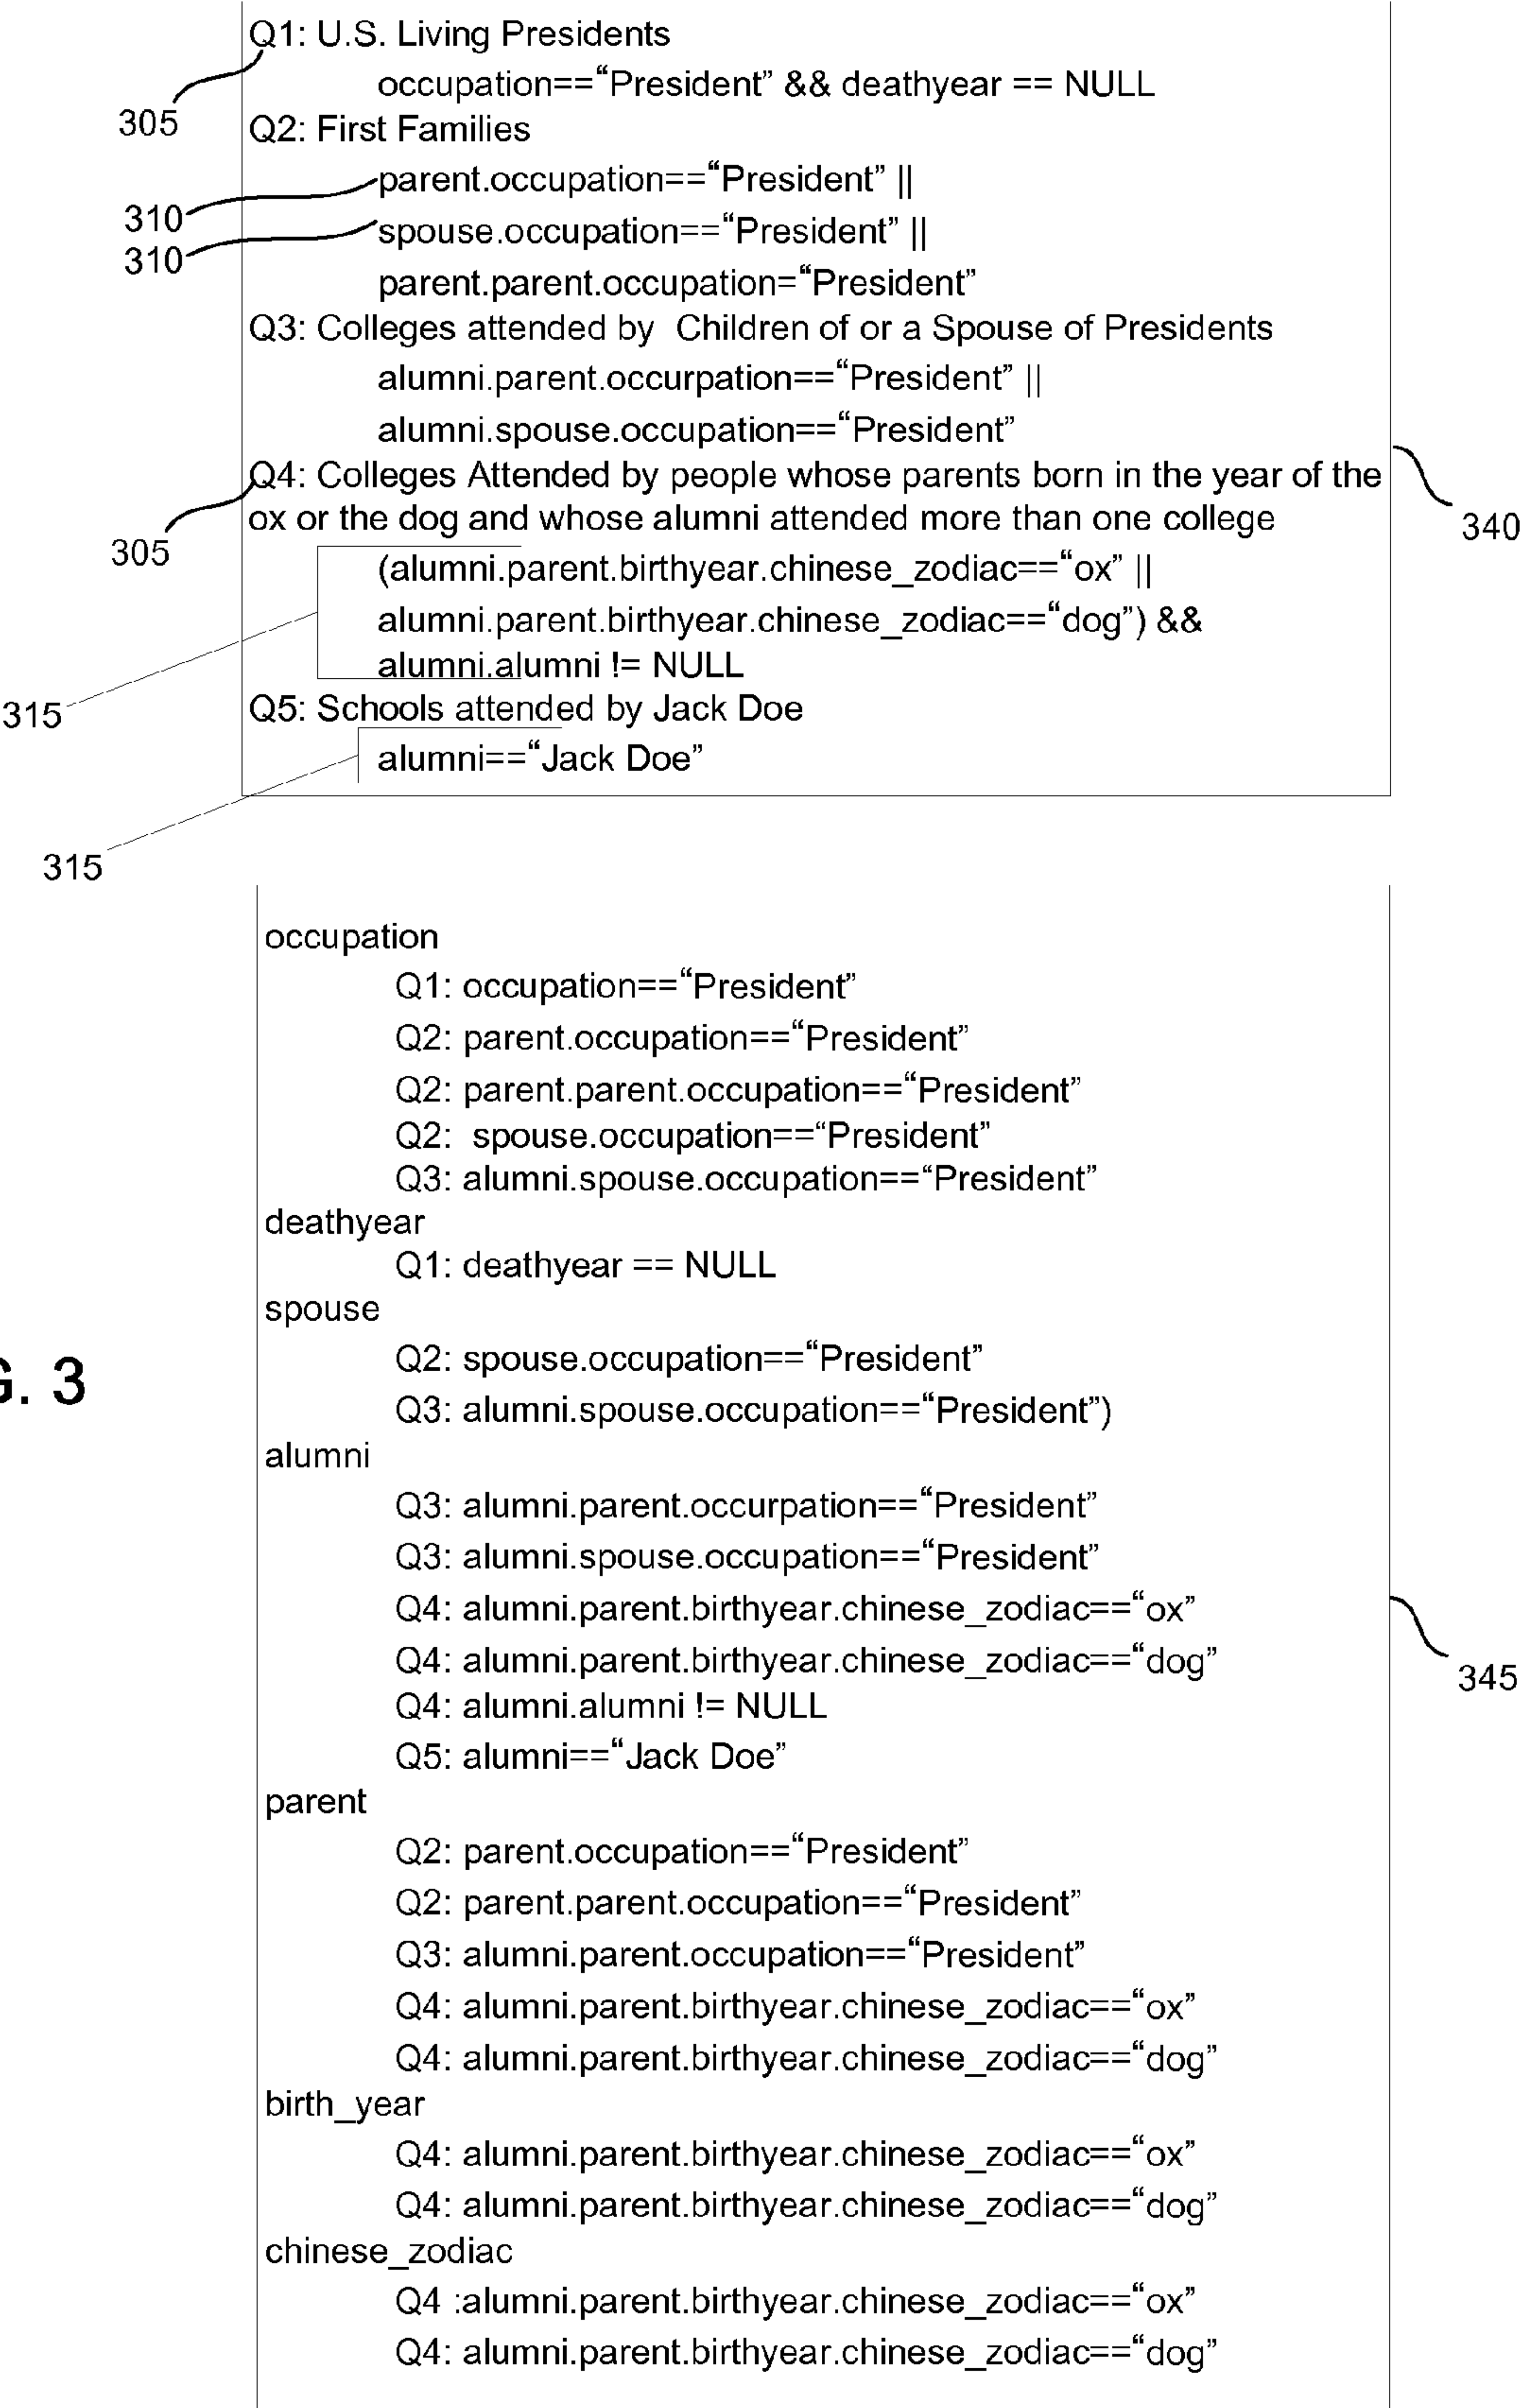 Q1: U.S. Living Presidents
occupation==“President” && deathyear == NULL
305
Q2: First Families
parent.occupation==“President” ||
310
spouse.occupation==“President” ||
310
parent.parent.occupation=“President”
Q3: Colleges attended by  Children of or a Spouse of Presidents
alumni.parent.occurpation==“President” ||
alumni.spouse.occupation==“President”
Q4: Colleges Attended by people whose parents born in the year of the
ox or the dog and whose alumni attended more than one college
340
305
(alumni.parent.birthyear.chinese_zodiac==“ox” ||
alumni.parent.birthyear.chinese_zodiac==“dog”) &&
alumni.alumni != NULL
315
Q5: Schools attended by Jack Doe
alumni==“Jack Doe”
315
occupation
Q1: occupation==“President”
Q2: parent.occupation==“President”
Q2: parent.parent.occupation==“President”
Q2:  spouse.occupation==“President”
Q3: alumni.spouse.occupation==“President”
deathyear
Q1: deathyear == NULL
spouse
Q2: spouse.occupation==“President”
G. 3
Q3: alumni.spouse.occupation==“President”)
alumni
Q3: alumni.parent.occurpation==“President”
Q3: alumni.spouse.occupation==“President”
Q4: alumni.parent.birthyear.chinese_zodiac==“ox”
Q4: alumni.parent.birthyear.chinese_zodiac==“dog”
345
Q4: alumni.alumni != NULL
Q5: alumni==“Jack Doe”
parent
Q2: parent.occupation==“President”
Q2: parent.parent.occupation==“President”
Q3: alumni.parent.occupation==“President”
Q4: alumni.parent.birthyear.chinese_zodiac==“ox”
Q4: alumni.parent.birthyear.chinese_zodiac==“dog”
birth_year
Q4: alumni.parent.birthyear.chinese_zodiac==“ox”
Q4: alumni.parent.birthyear.chinese_zodiac==“dog”
chinese_zodiac
Q4 :alumni.parent.birthyear.chinese_zodiac==“ox”
Q4: alumni.parent.birthyear.chinese_zodiac==“dog”